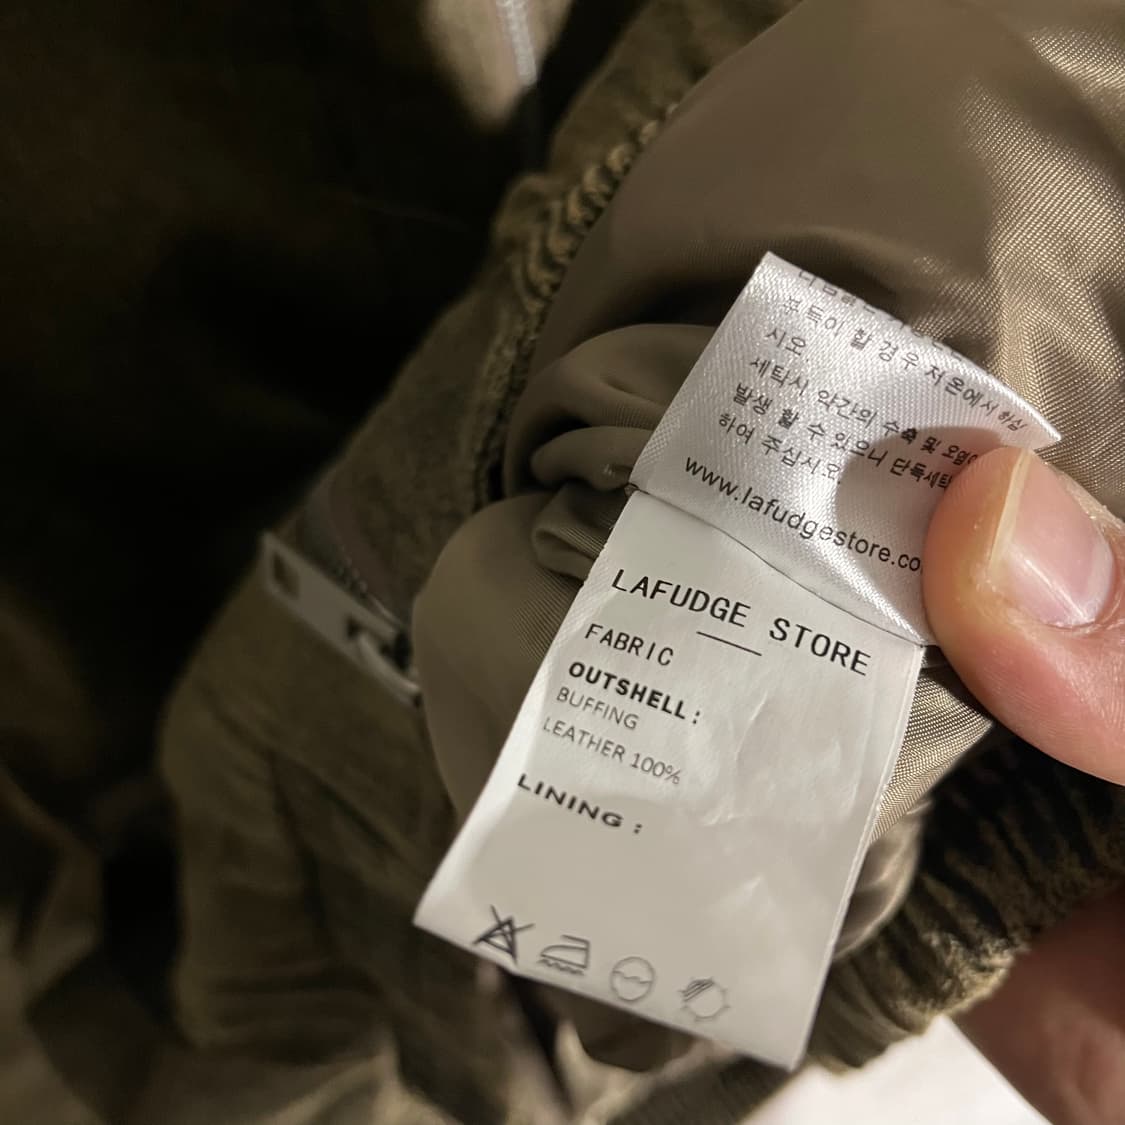 꾸득이 할 경우 저온에서 하십
시오.
세탁시 약간의 수축 및 오염
발생 할 수 있으니 단독세탁
하여 주십시오.
www.lafudgestore.co
LAFUDGE STORE
FABRIC
OUTSHELL:
BUFFING
LEATHER 100%
LINING :